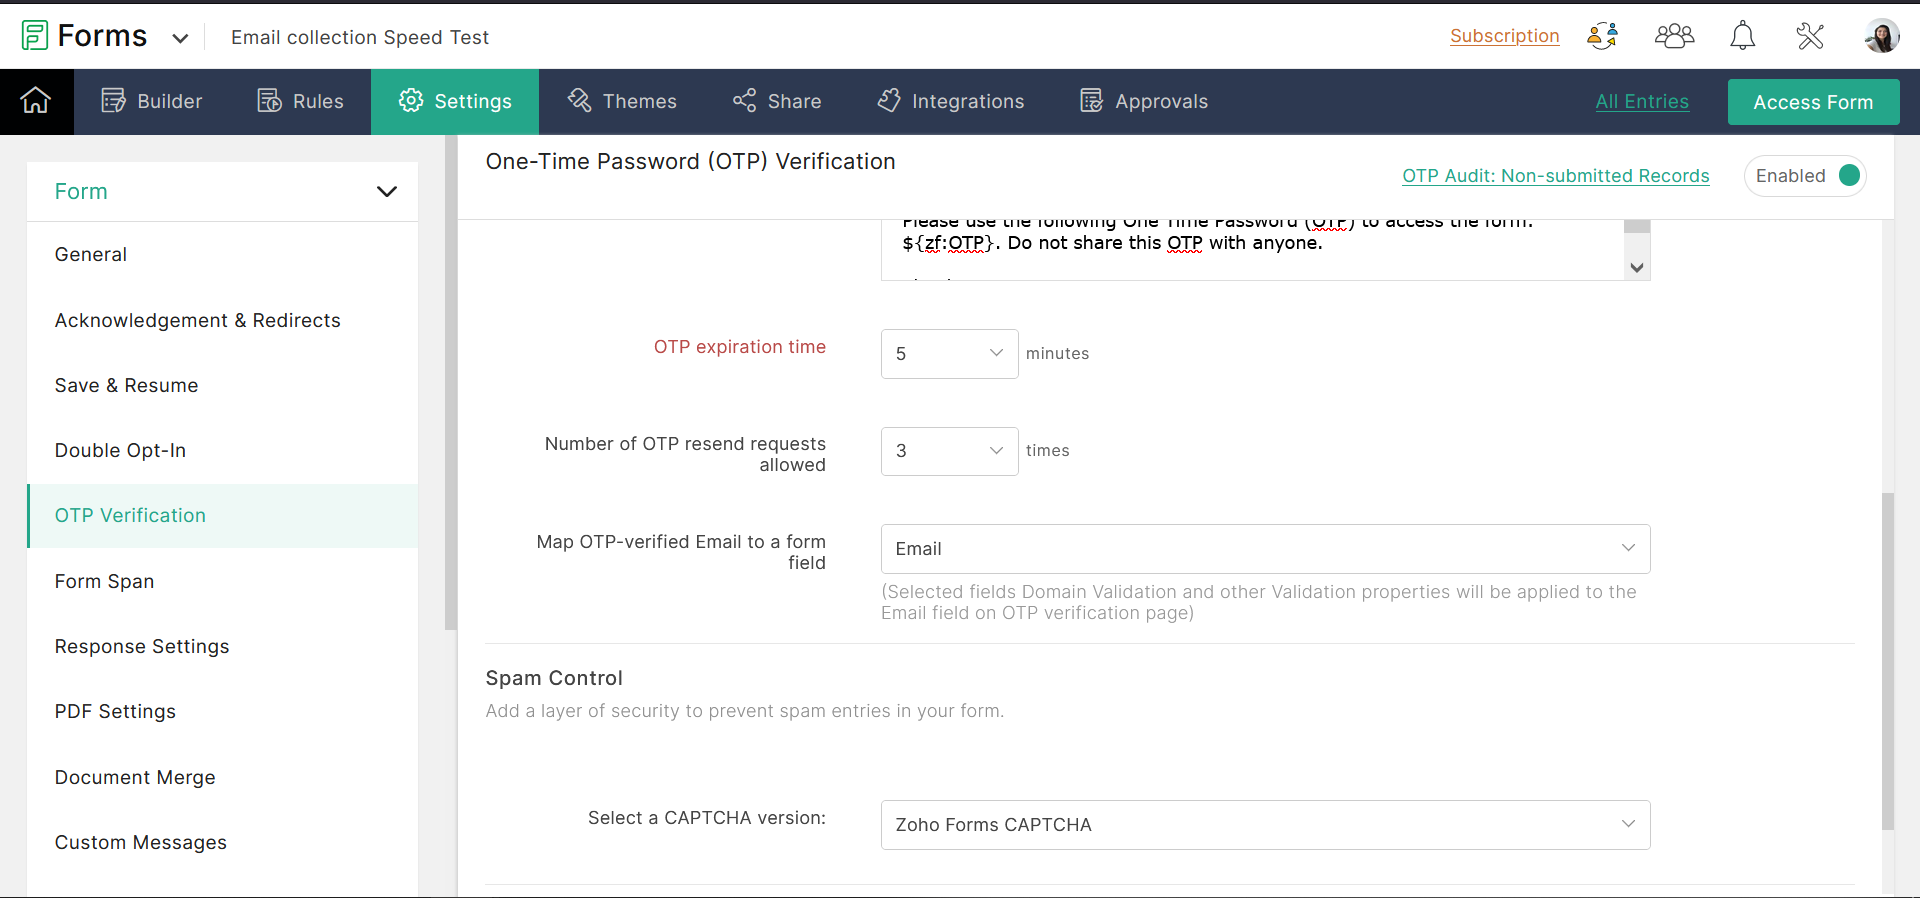 Forms
Email collection Speed Test
Subscription
Builder
Rules
Settings
Themes
Share
Integrations
Approvals
All Entries
Access Form
Form
General
Acknowledgement & Redirects
Save & Resume
Double Opt-In
OTP Verification
Form Span
Response Settings
PDF Settings
Document Merge
Custom Messages
One-Time Password (OTP) Verification
OTP Audit: Non-submitted Records
Enabled
Please use the following One Time Password (OTP) to access the form.
${zf:OTP}. Do not share this OTP with anyone.
OTP expiration time
5
minutes
Number of OTP resend requests
allowed
3
times
Map OTP-verified Email to a form
field
Email
(Selected fields Domain Validation and other Validation properties will be applied to the
Email field on OTP verification page)
Spam Control
Add a layer of security to prevent spam entries in your form.
Select a CAPTCHA version:
Zoho Forms CAPTCHA